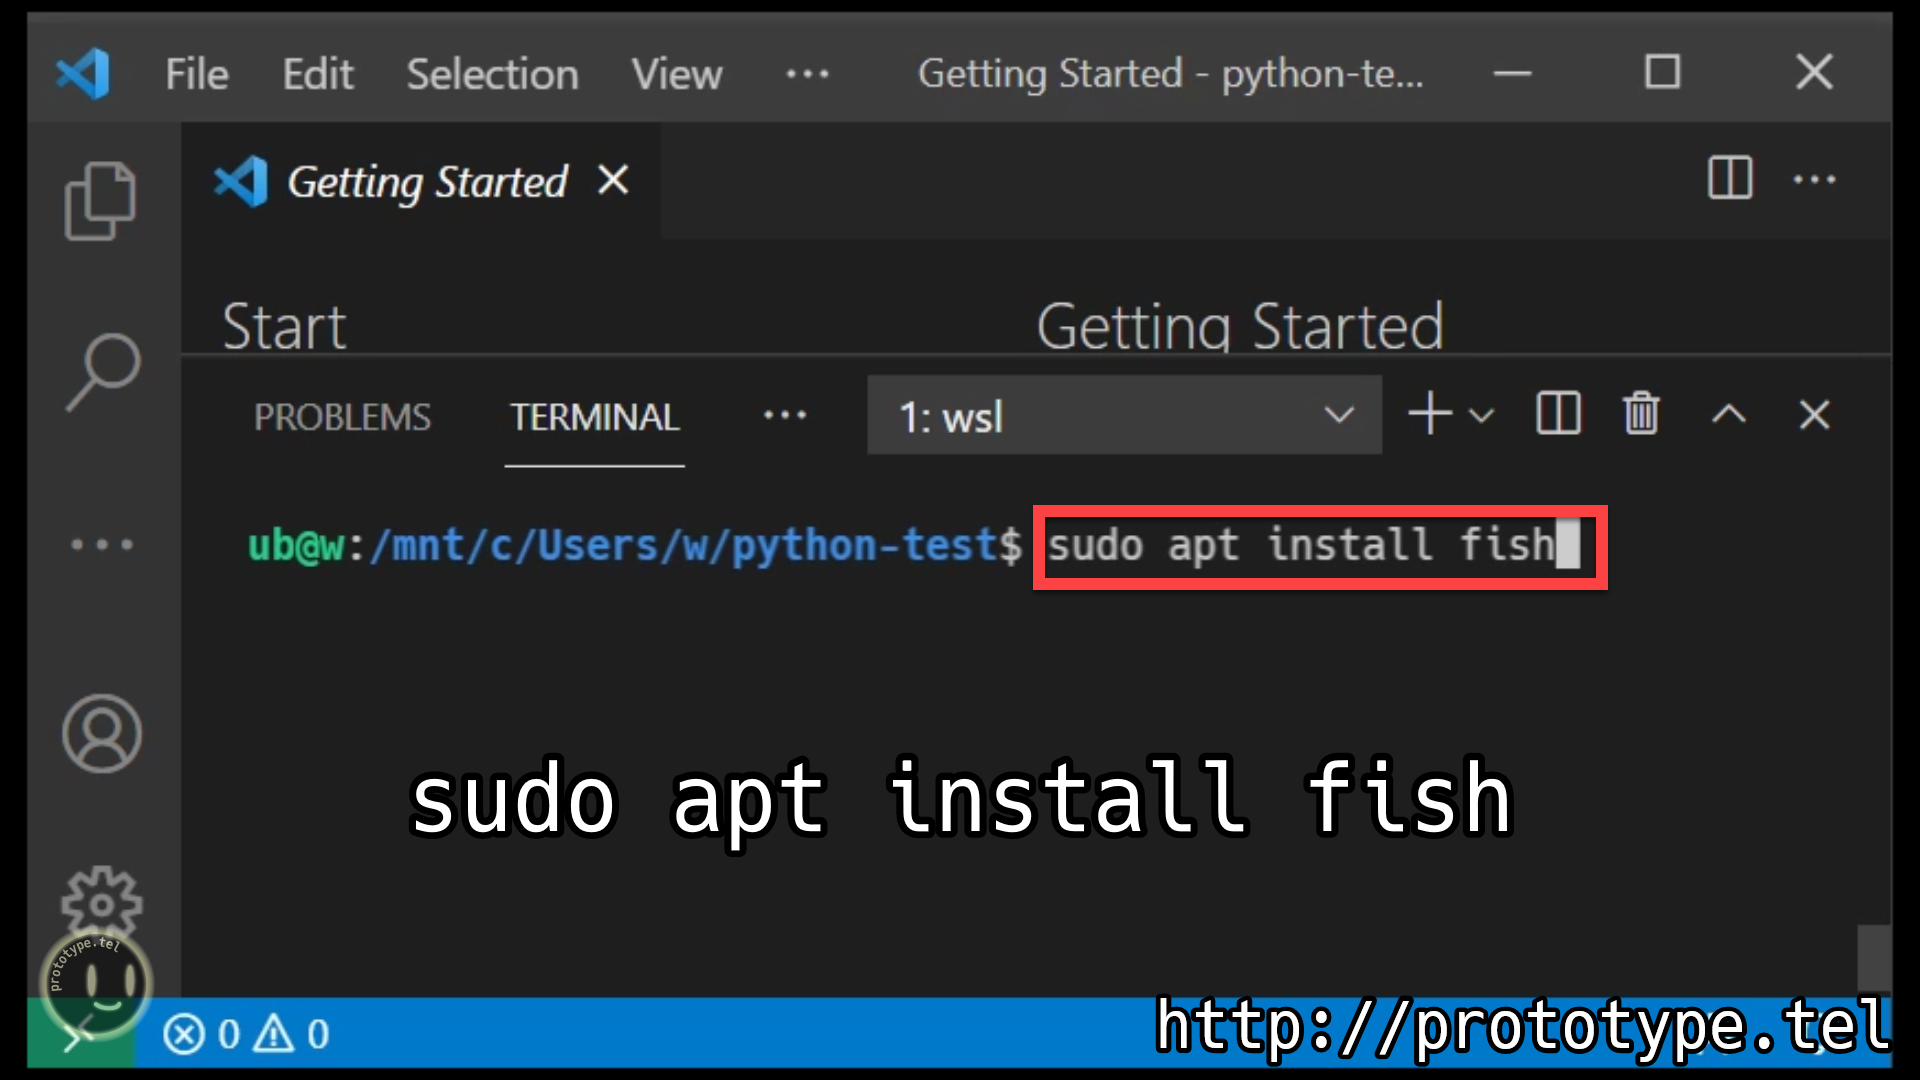 File Edit Selection View ··· Getting Started - python-te...
Getting Started
Start Getting Started
PROBLEMS TERMINAL ··· 1: wsl
ub@w:/mnt/c/Users/w/python-test$ sudo apt install fish
sudo apt install fish
prototype.tel
0 0
http://prototype.tel